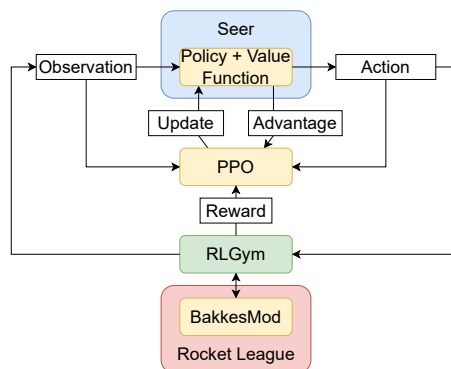 Seer
Observation
Policy + Value
Function
Action
Update
Advantage
PPO
Reward
RLGym
BakkesMod
Rocket League